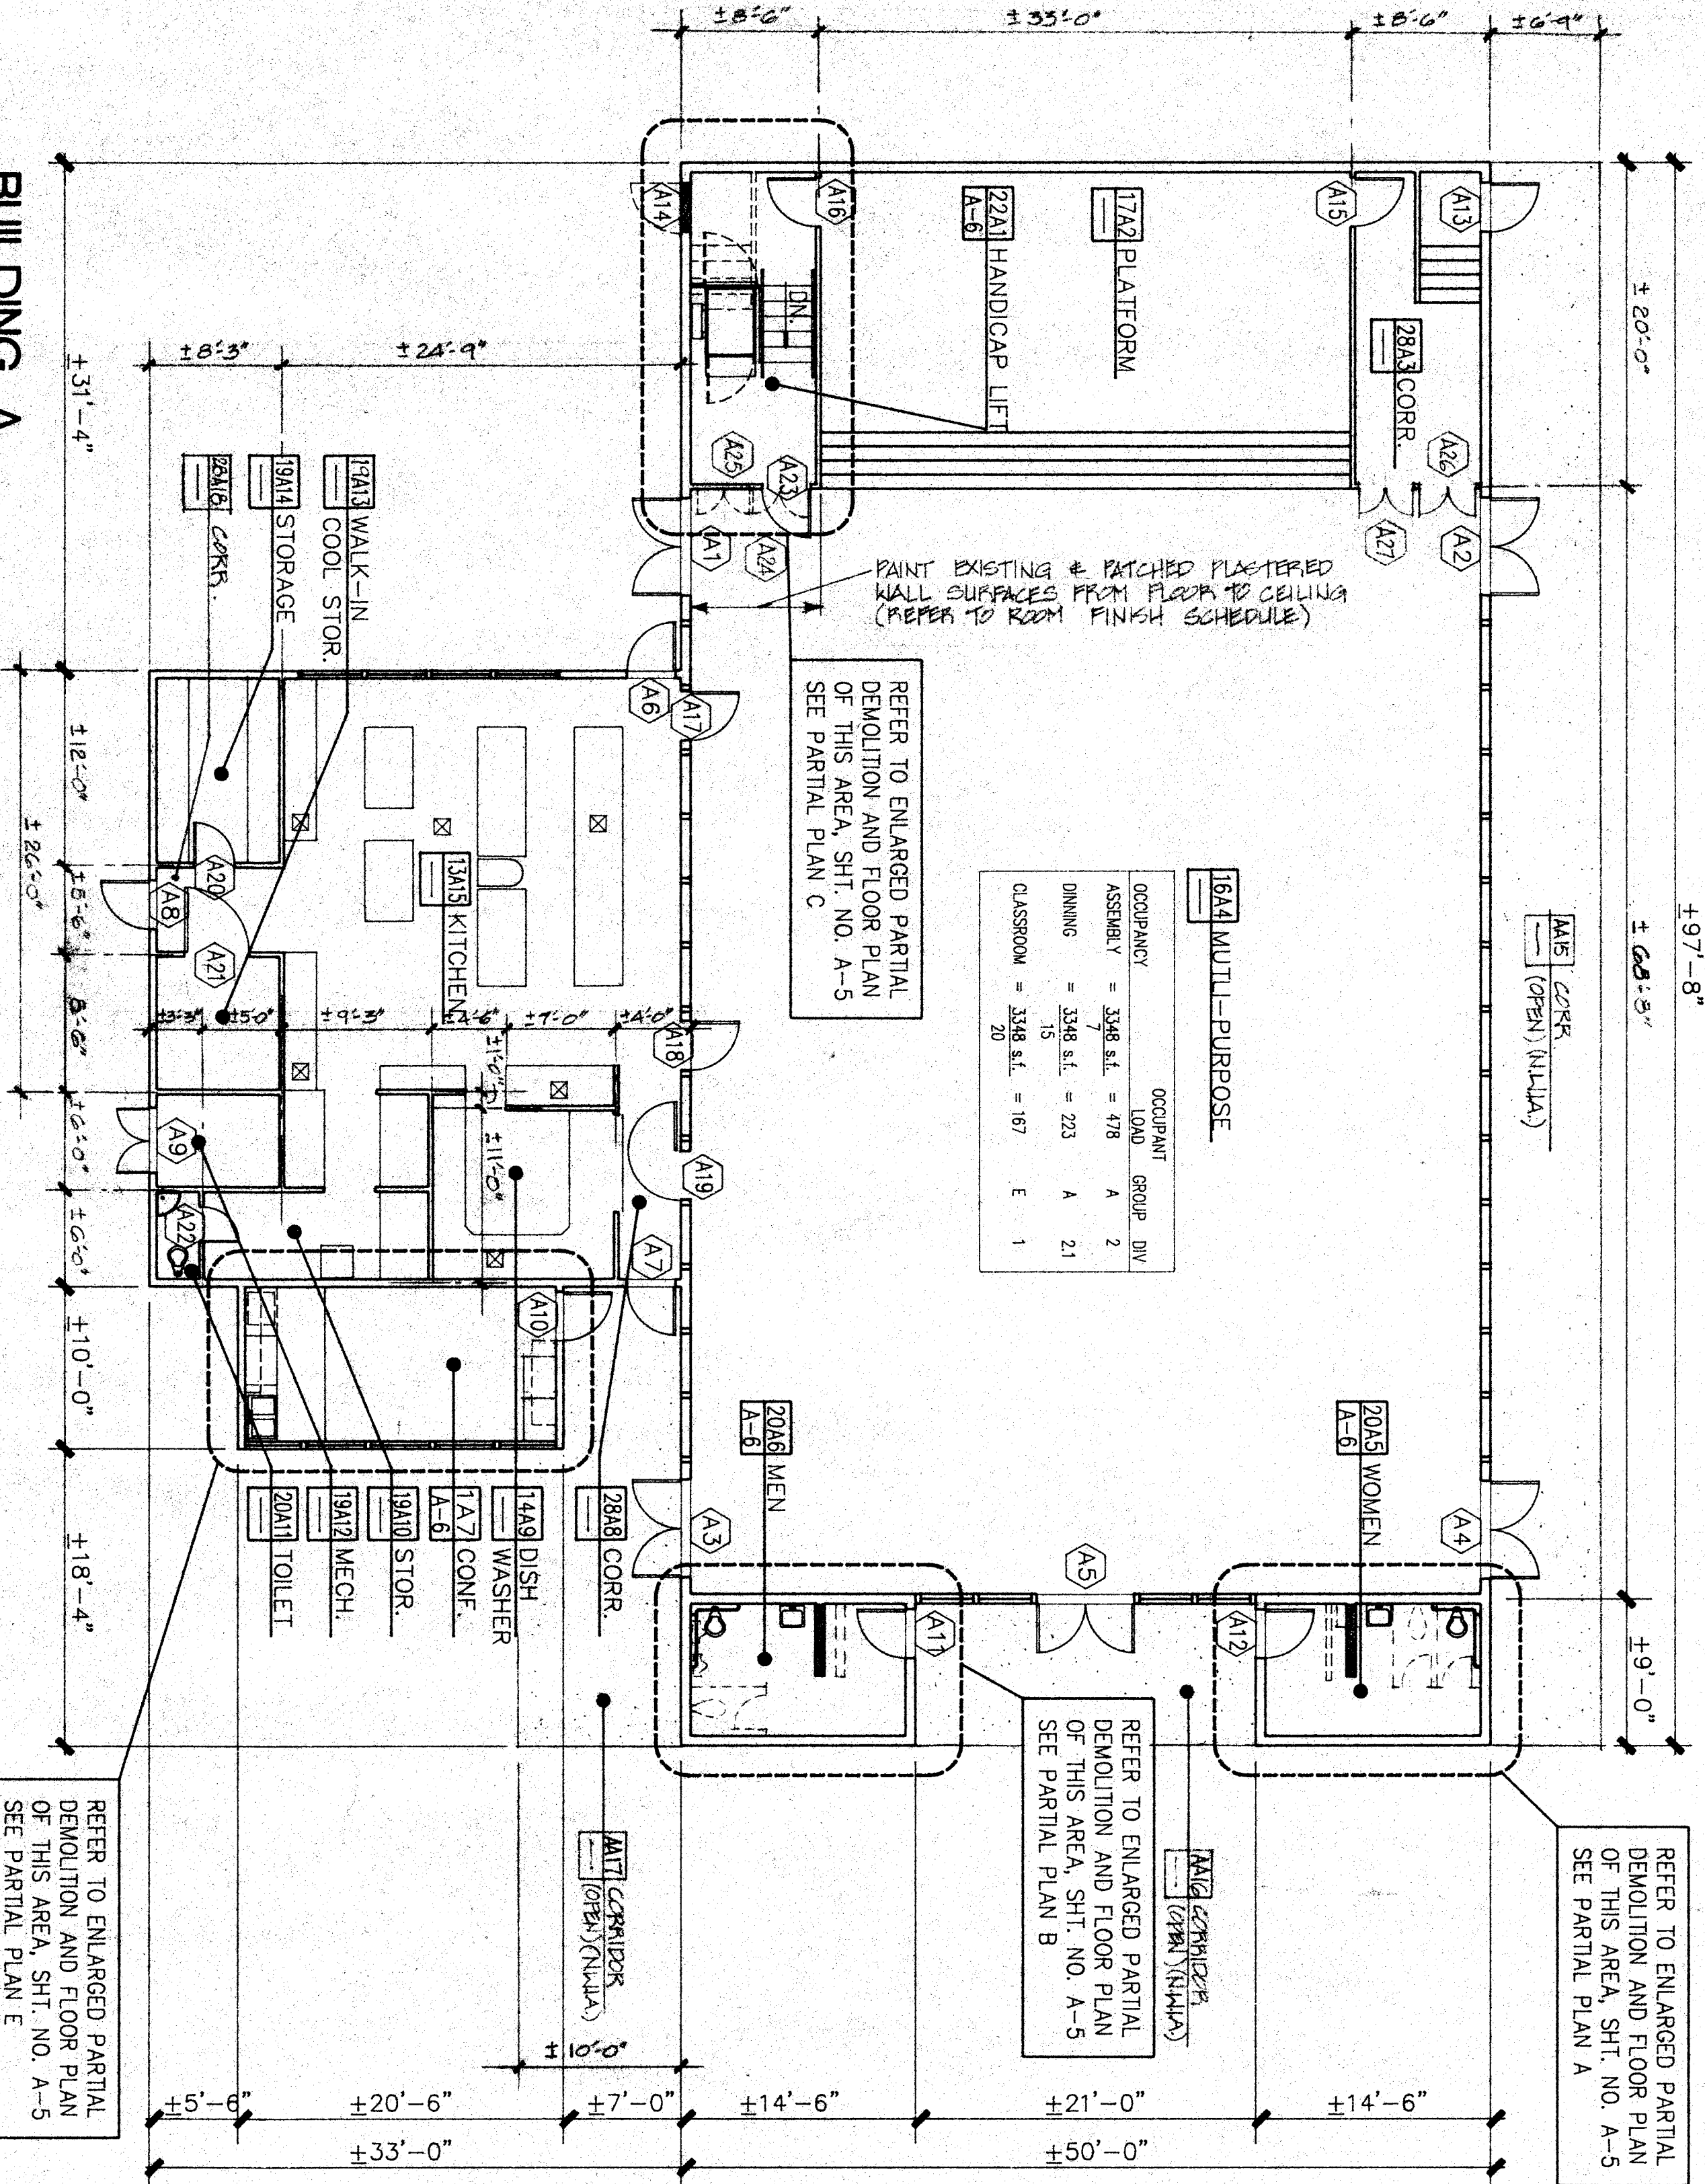 ±97'-8"
±20'-0"
±68'-8"
±9'-0"
±6'-9"
±8'-6"
±33'-0"
±8'-6"
AA15 CORR.
(OPEN) (N.I.A.)
A13
A15
A16
A14
28A3 CORR.
A26
A27
A2
17A2 PLATFORM
22A1 HANDICAP LIFT
A-6
DN.
A25
A23
A24
A1
PAINT EXISTING & PATCHED PLASTERED
WALL SURFACES FROM FLOOR TO CEILING
(REFER TO ROOM FINISH SCHEDULE)
REFER TO ENLARGED PARTIAL
DEMOLITION AND FLOOR PLAN
OF THIS AREA, SHT. NO. A-5
SEE PARTIAL PLAN C
16A4 MUTLI-PURPOSE
OCCUPANCY OCCUPANT LOAD GROUP DIV
ASSEMBLY = 3348 s.f. / 7 = 478 A 2
DINNING = 3348 s.f. / 15 = 223 A 2.1
CLASSROOM = 3348 s.f. / 20 = 167 E 1
20A5 WOMEN
A-6
20A6 MEN
A-6
A4
A5
A3
A12
A11
REFER TO ENLARGED PARTIAL
DEMOLITION AND FLOOR PLAN
OF THIS AREA, SHT. NO. A-5
SEE PARTIAL PLAN A
AA16 CORRIDOR
(OPEN)
REFER TO ENLARGED PARTIAL
DEMOLITION AND FLOOR PLAN
OF THIS AREA, SHT. NO. A-5
SEE PARTIAL PLAN B
AA17 CORRIDOR
(OPEN)
±14'-6"
±21'-0"
±14'-6"
±50'-0"
±10'-0"
±7'-0"
±20'-6"
±5'-6"
±33'-0"
A6
A17
A18
A19
A7
A10
±24'-9"
±8'-3"
19A13 WALK-IN
COOL STOR.
19A14 STORAGE
28A18 CORR.
13A15 KITCHEN
±4'-0"
±7'-0"
±4'-6"
±9'-3"
±5'-0"
±3'-3"
±1'-0"
±11'-0"
A20
A8
A21
A9
A22
28A8 CORR.
14A9 DISH
WASHER
1A7 CONF.
A-6
19A10 STOR.
19A12 MECH.
20A11 TOILET
±31'-4"
±12'-0"
±5'-6"
8'-6"
±6'-0"
±6'-0"
±10'-0"
±18'-4"
±26'-0"
REFER TO ENLARGED PARTIAL
DEMOLITION AND FLOOR PLAN
OF THIS AREA, SHT. NO. A-5
SEE PARTIAL PLAN E
BUILDING A